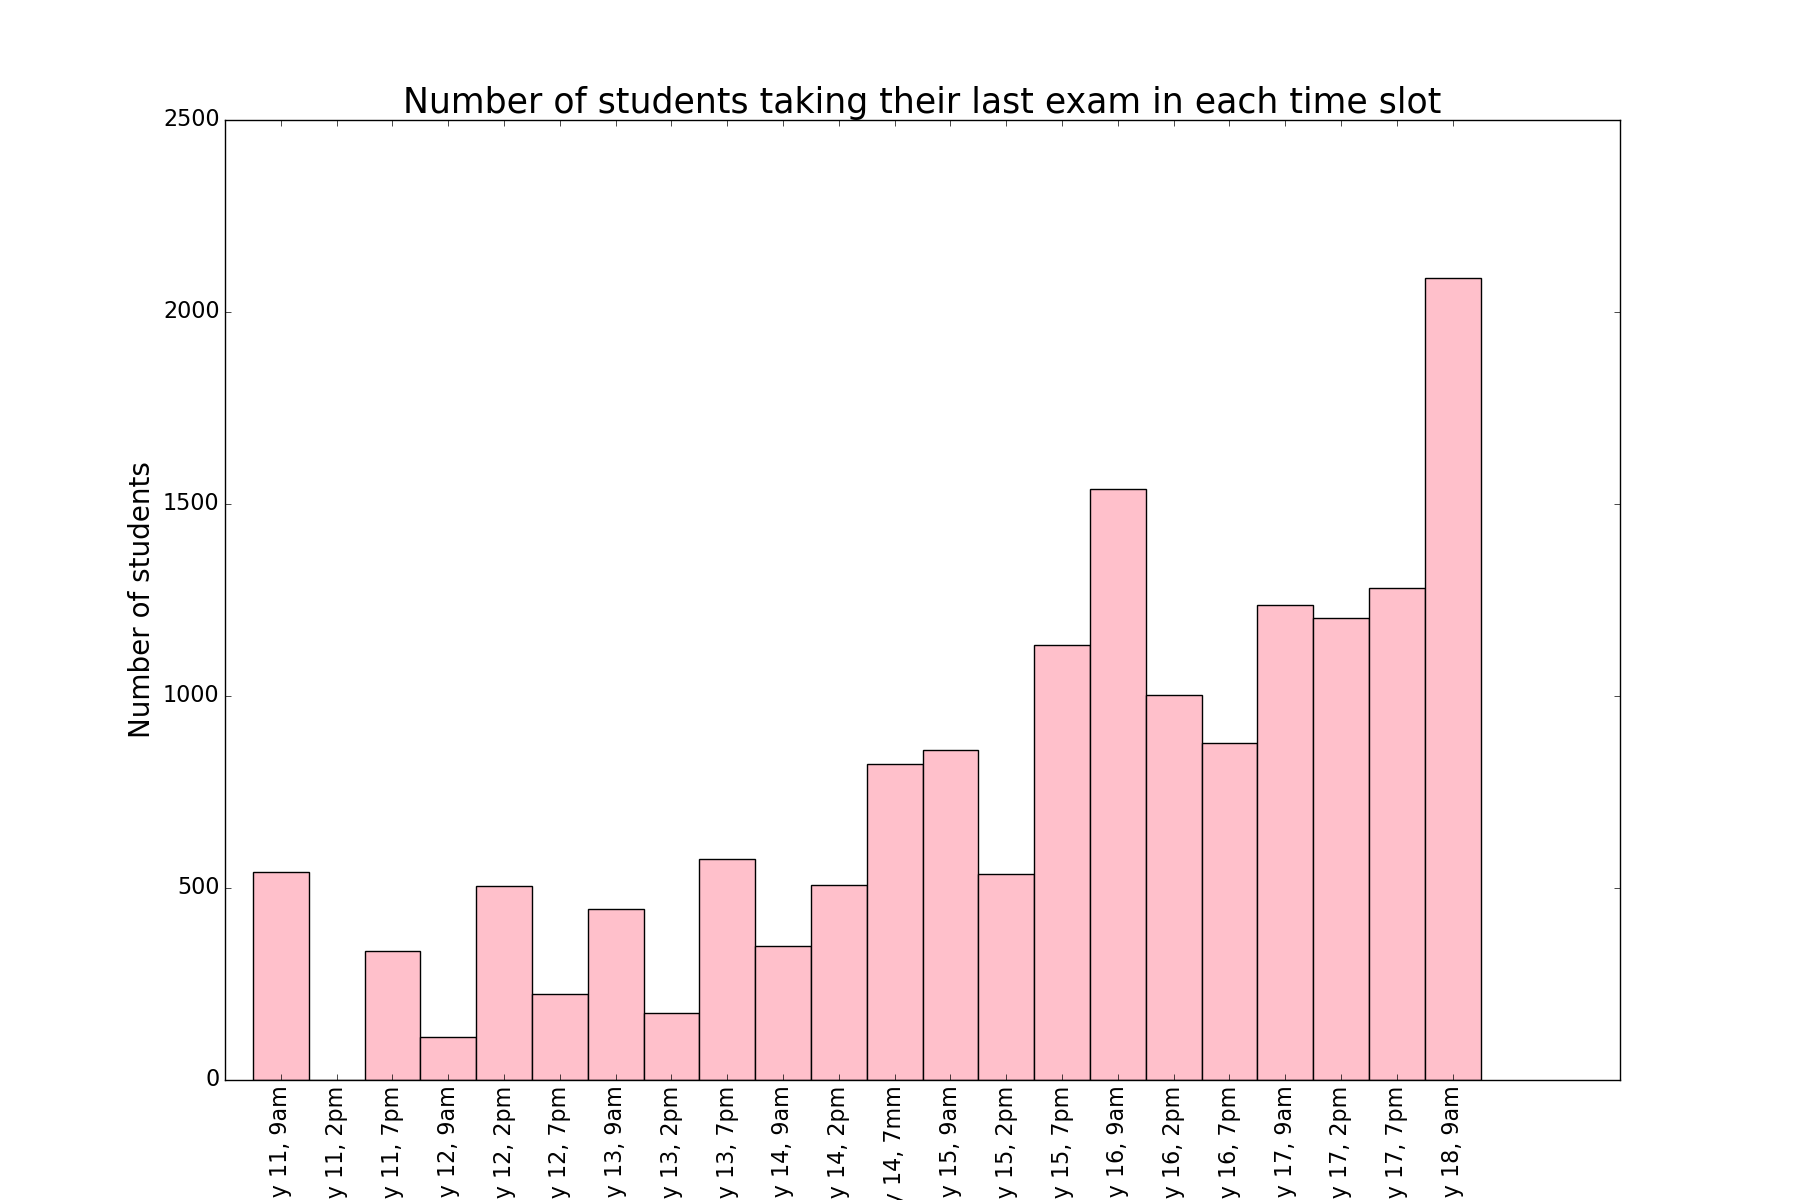 Number of students taking their last exam in each time slot
2500
2000
1500
1000
500
0
Number of students
y 11, 9am
y 11, 2pm
y 11, 7pm
y 12, 9am
y 12, 2pm
y 12, 7pm
y 13, 9am
y 13, 2pm
y 13, 7pm
y 14, 9am
y 14, 2pm
y 14, 7mm
y 15, 9am
y 15, 2pm
y 15, 7pm
y 16, 9am
y 16, 2pm
y 16, 7pm
y 17, 9am
y 17, 2pm
y 17, 7pm
y 18, 9am